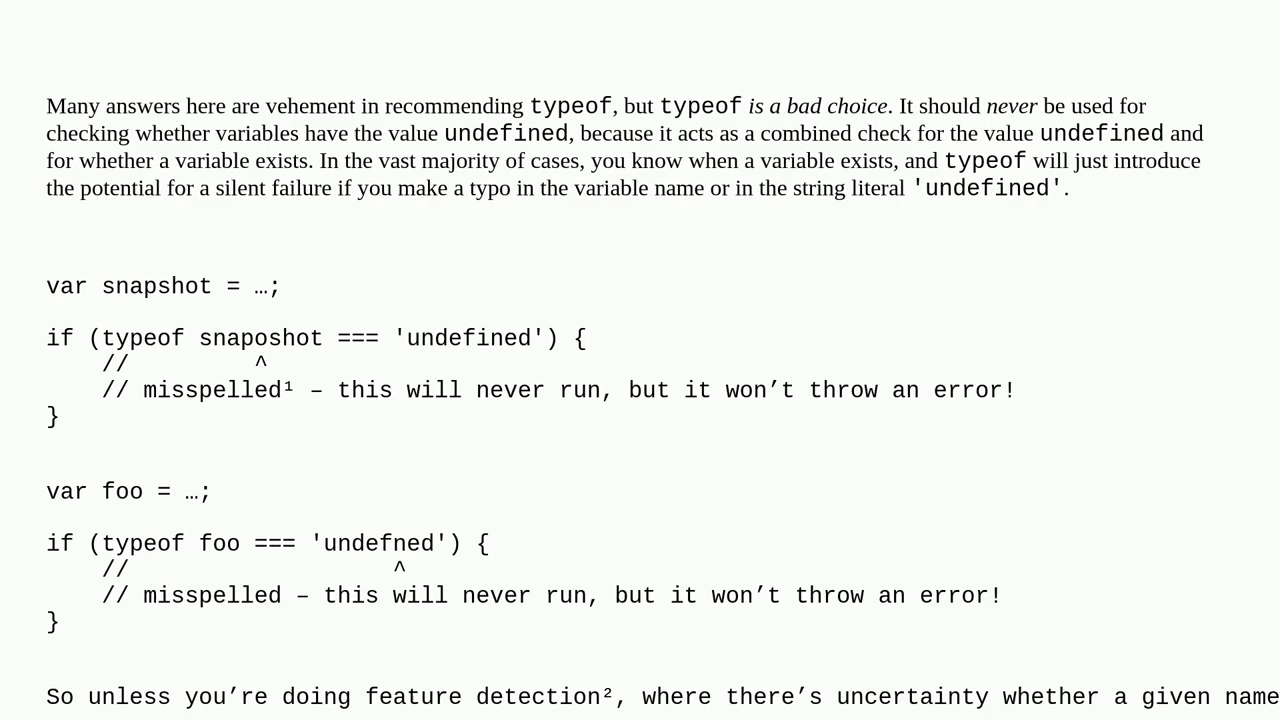 Many answers here are vehement in recommending typeof, but typeof is a bad choice. It should never be used for
checking whether variables have the value undefined, because it acts as a combined check for the value undefined and
for whether a variable exists. In the vast majority of cases, you know when a variable exists, and typeof will just introduce
the potential for a silent failure if you make a typo in the variable name or in the string literal 'undefined'.
var snapshot = …;
if (typeof snaposhot === 'undefined') {
    //         ^
    // misspelled¹ – this will never run, but it won’t throw an error!
}
var foo = …;
if (typeof foo === 'undefned') {
    //                   ^
    // misspelled – this will never run, but it won’t throw an error!
}
So unless you’re doing feature detection², where there’s uncertainty whether a given name